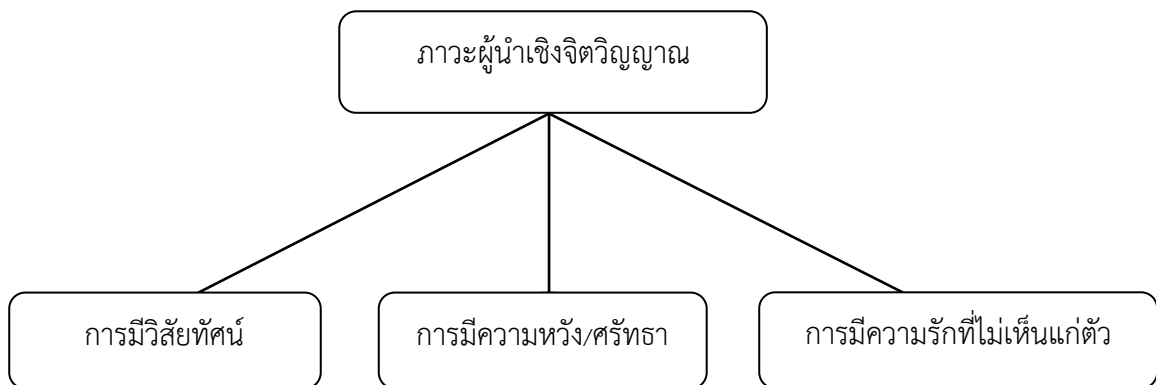 ภาวะผู้นำเชิงจิตวิญญาณ
การมีวิสัยทัศน์
การมีความหวัง/ศรัทธา
การมีความรักที่ไม่เห็นแก่ตัว